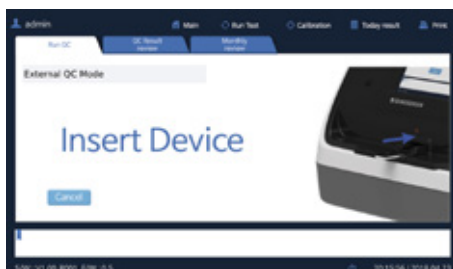 admin
Main
Run Test
Calibration
Today result
Print
Run QC
QC Result
review
Monthly
review
External QC Mode
Insert Device
Cancel